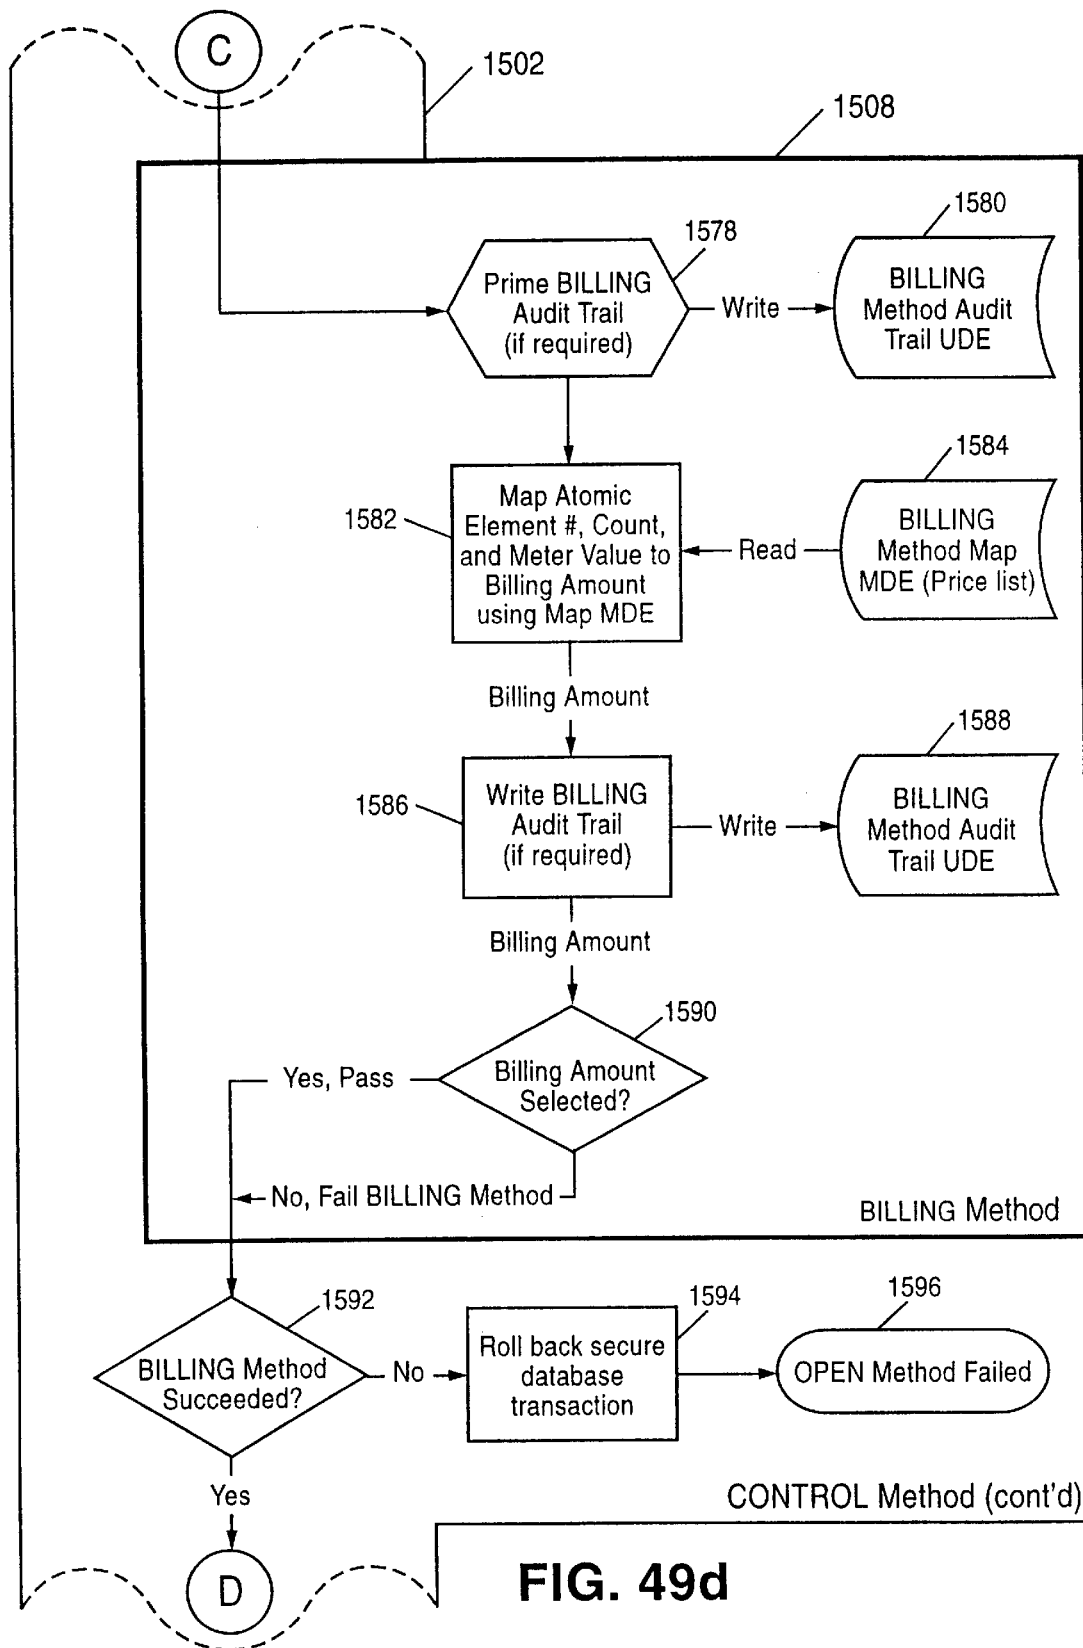 C
1502
1508
1578
1580
Prime BILLING
Audit Trail
(if required)
Write
BILLING
Method Audit
Trail UDE
1582
Map Atomic
Element #, Count,
and Meter Value to
Billing Amount
using Map MDE
Read
1584
BILLING
Method Map
MDE (Price list)
Billing Amount
1586
Write BILLING
Audit Trail
(if required)
Write
1588
BILLING
Method Audit
Trail UDE
Billing Amount
1590
Billing Amount
Selected?
Yes, Pass
No, Fail BILLING Method
BILLING Method
1592
BILLING Method
Succeeded?
No
1594
Roll back secure
database
transaction
1596
OPEN Method Failed
Yes
CONTROL Method (cont'd)
D
FIG. 49d